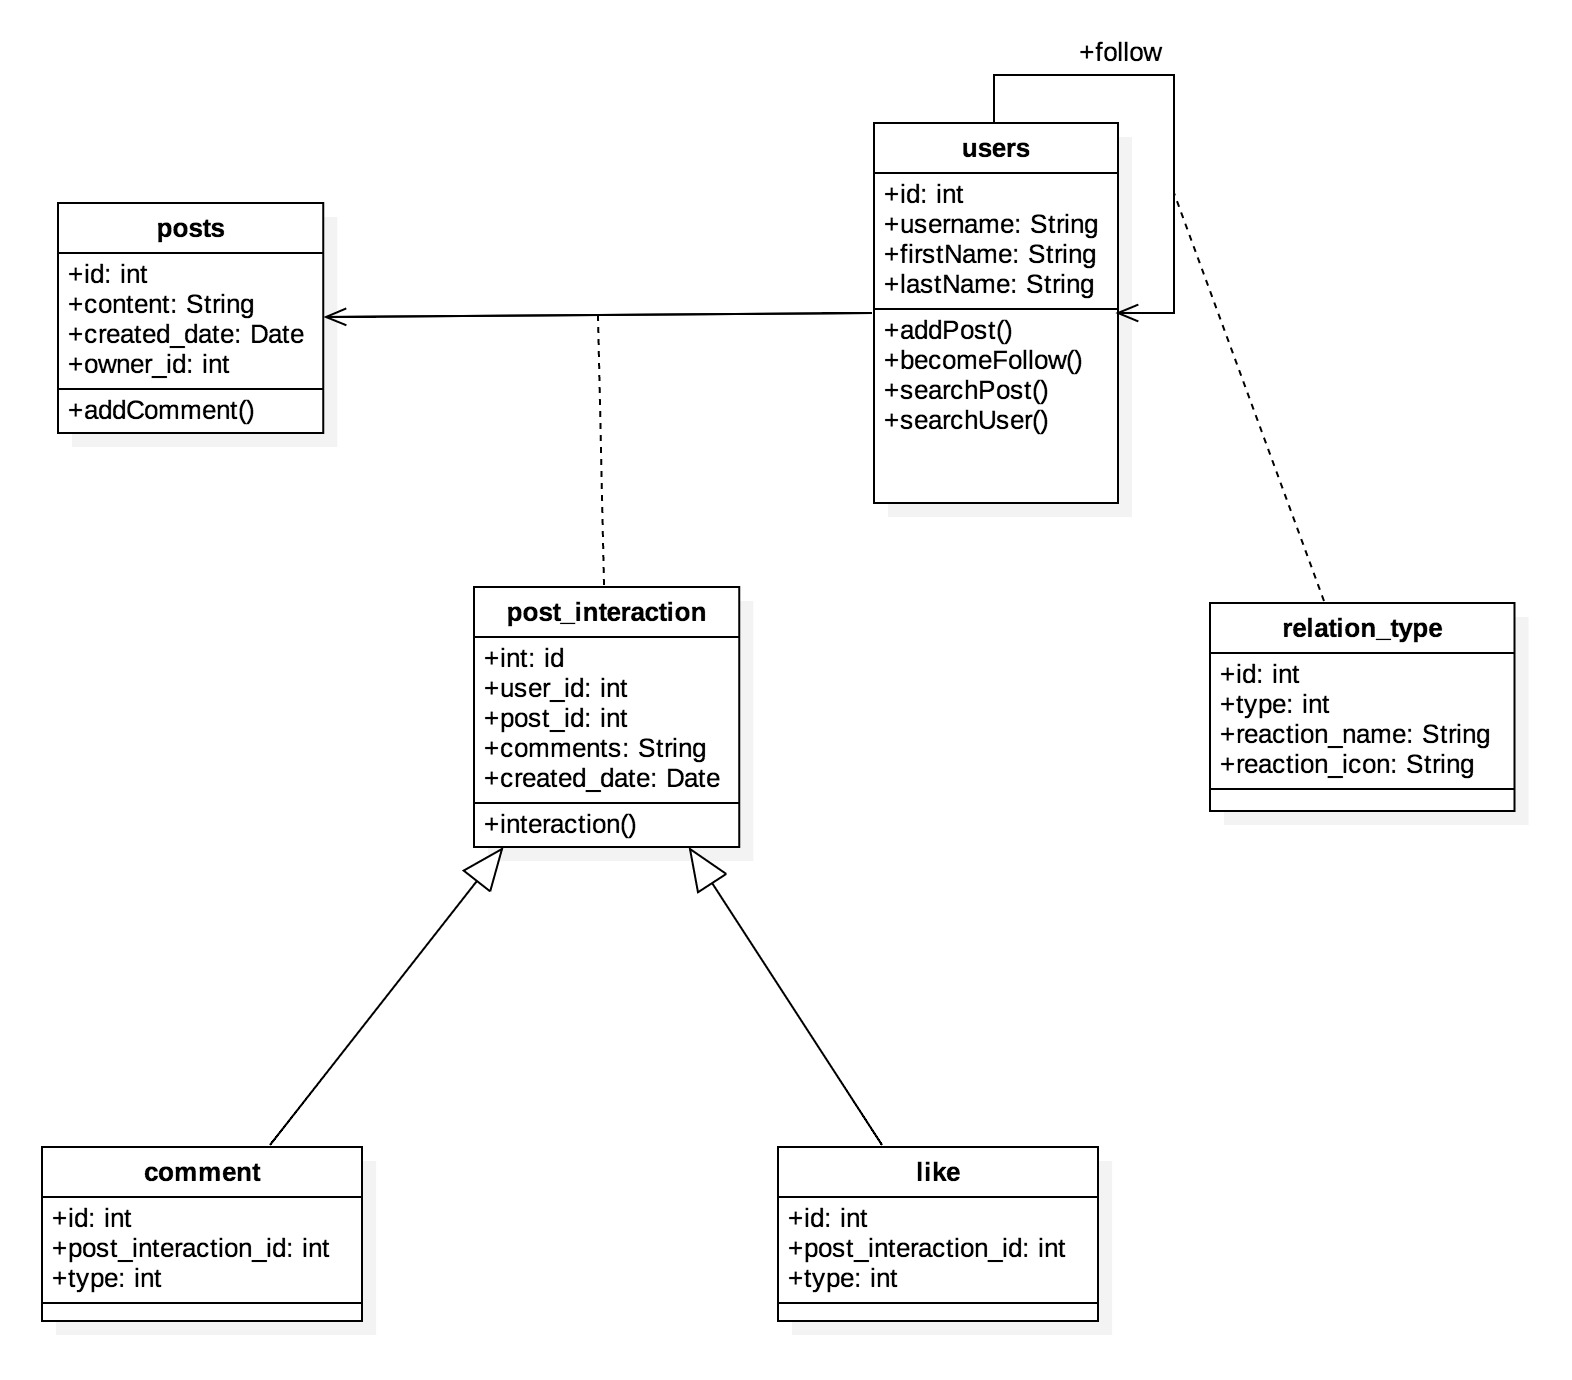 +follow
users
+id: int
+username: String
+firstName: String
+lastName: String
+addPost()
+becomeFollow()
+searchPost()
+searchUser()
posts
+id: int
+content: String
+created_date: Date
+owner_id: int
+addComment()
post_interaction
+int: id
+user_id: int
+post_id: int
+comments: String
+created_date: Date
+interaction()
relation_type
+id: int
+type: int
+reaction_name: String
+reaction_icon: String
comment
+id: int
+post_interaction_id: int
+type: int
like
+id: int
+post_interaction_id: int
+type: int